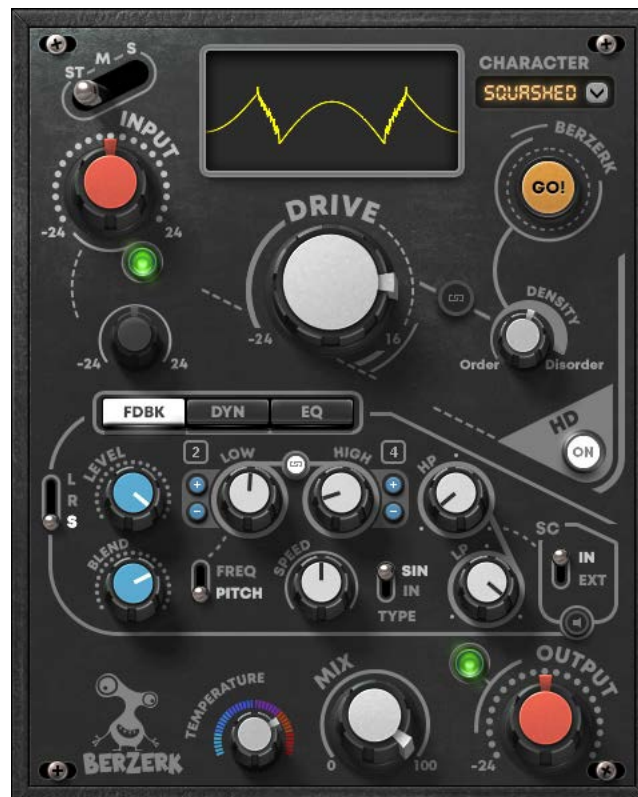 ST M S
CHARACTER
SQUASHED
INPUT
BERZERK
GO!
-24 24
DRIVE
-24 16
DENSITY
Order Disorder
-24 24
HD
ON
FDBK DYN EQ
LEVEL
2 LOW HIGH 4 HP
+ +
- -
L
R
S
BLEND
FREQ
PITCH
SPEED
SIN
IN
TYPE
LP
SC
IN
EXT
TEMPERATURE
MIX
0 100
OUTPUT
-24
BERZERK